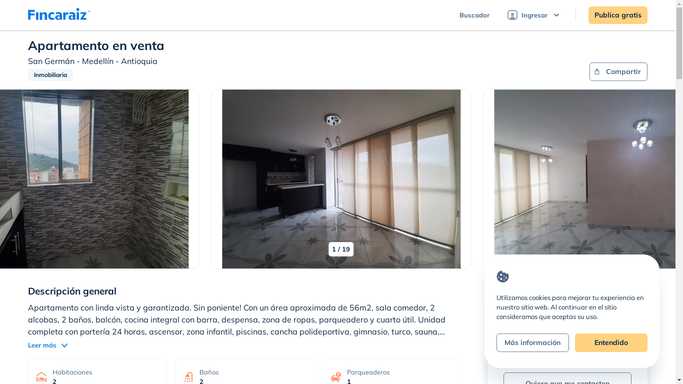 Fincaraiz
Buscador
Ingresar
Publica gratis
Apartamento en venta
San Germán - Medellín - Antioquia
Inmobiliaria
Compartir
1 / 19
Descripción general
Apartamento con linda vista y garantizada. Sin poniente! Con un área aproximada de 56m2, sala comedor, 2
alcobas, 2 baños, balcón, cocina integral con barra, despensa, zona de ropas, parqueadero y cuarto útil. Unidad
completa con portería 24 horas, ascensor, zona infantil, piscinas, cancha polideportiva, gimnasio, turco, sauna,...
Leer más
Habitaciones
2
Baños
2
Parqueaderos
1
Utilizamos cookies para mejorar tu experiencia en
nuestro sitio web. Al continuar en el sitio
consideramos que aceptas su uso.
Más información
Entendido
Quiero que me contacten